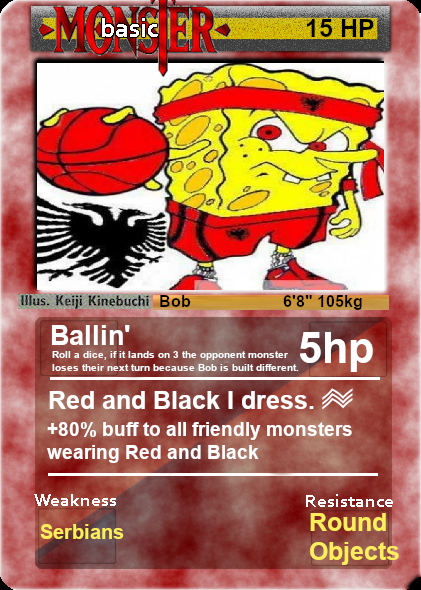 MONSTER
basic
15 HP
Illus. Keiji Kinebuchi Bob 6'8" 105kg
Ballin'
5hp
Roll a dice, if it lands on 3 the opponent monster
loses their next turn because Bob is built different.
Red and Black I dress.
+80% buff to all friendly monsters
wearing Red and Black
Weakness
Resistance
Serbians
Round
Objects